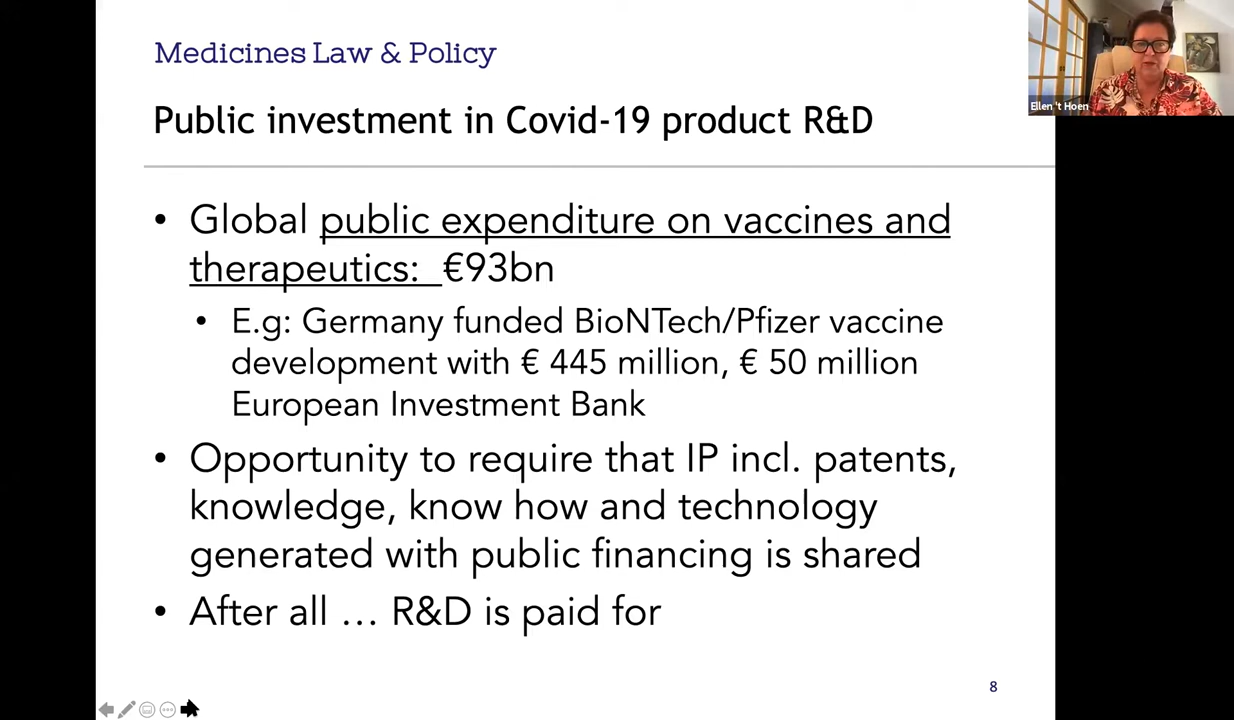 Medicines Law & Policy
Ellen 't Hoen
Public investment in Covid-19 product R&D
• Global public expenditure on vaccines and
therapeutics: €93bn
• E.g: Germany funded BioNTech/Pfizer vaccine
development with € 445 million, € 50 million
European Investment Bank
• Opportunity to require that IP incl. patents,
knowledge, know how and technology
generated with public financing is shared
• After all … R&D is paid for
8